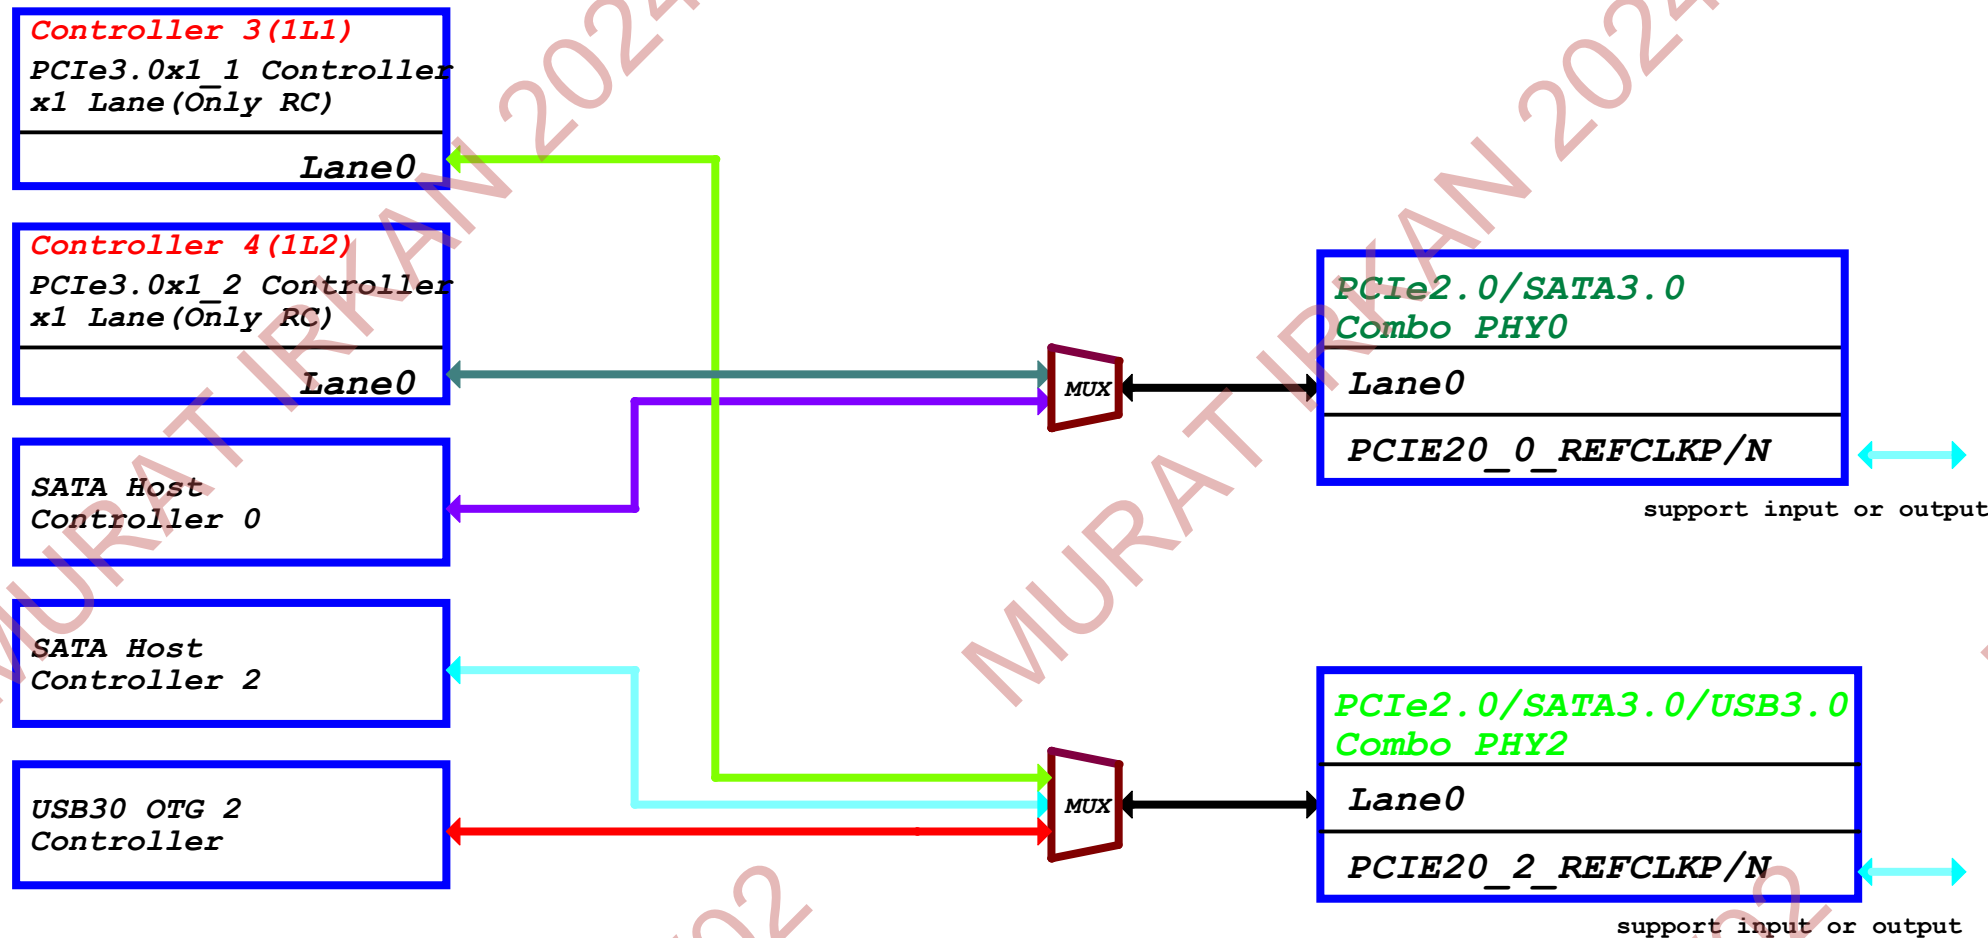 Controller 3(1L1)
PCIe3.0x1_1 Controller
x1 Lane(Only RC)
Lane0
Controller 4(1L2)
PCIe3.0x1_2 Controller
x1 Lane(Only RC)
Lane0
SATA Host
Controller 0
SATA Host
Controller 2
USB30 OTG 2
Controller
MUX
MUX
PCIe2.0/SATA3.0
Combo PHY0
Lane0
PCIE20_0_REFCLKP/N
support input or output
PCIe2.0/SATA3.0/USB3.0
Combo PHY2
Lane0
PCIE20_2_REFCLKP/N
support input or output
MURAT IRKAN 2024
MURAT IRKAN 2024